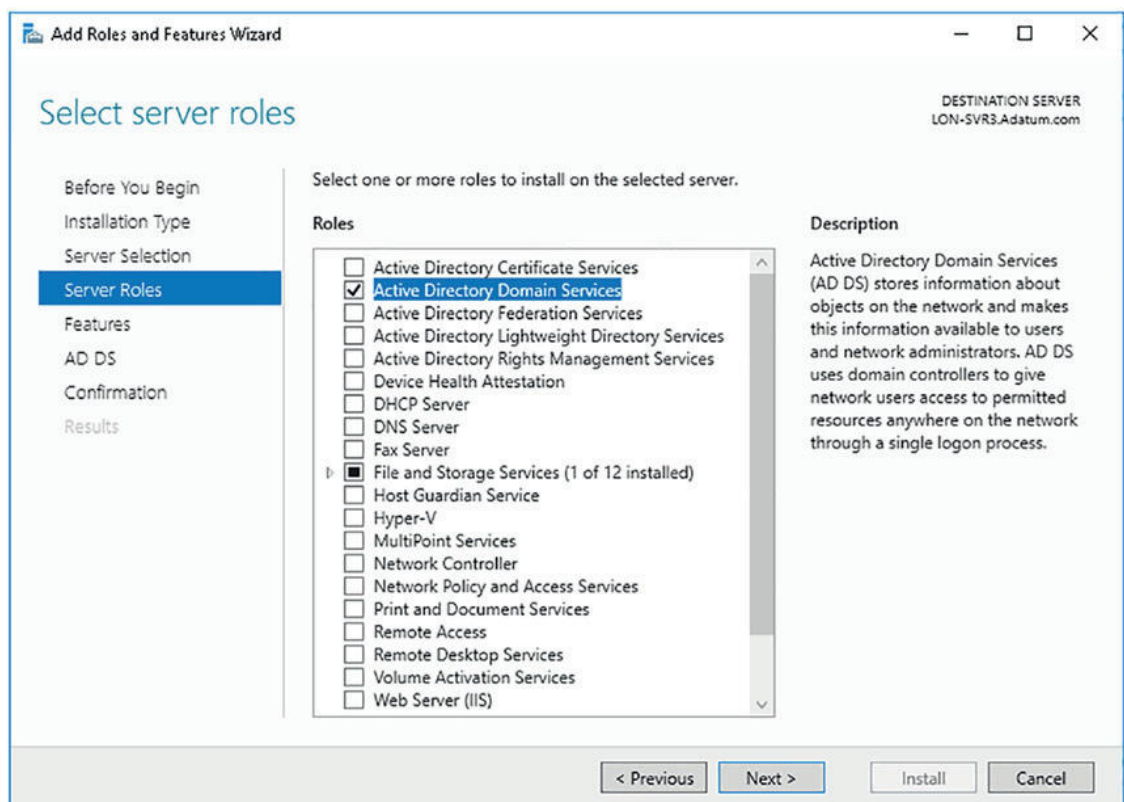 Add Roles and Features Wizard
Select server roles
DESTINATION SERVER
LON-SVR3.Adatum.com
Before You Begin
Installation Type
Server Selection
Server Roles
Features
AD DS
Confirmation
Results
Select one or more roles to install on the selected server.
Roles
Active Directory Certificate Services
Active Directory Domain Services
Active Directory Federation Services
Active Directory Lightweight Directory Services
Active Directory Rights Management Services
Device Health Attestation
DHCP Server
DNS Server
Fax Server
File and Storage Services (1 of 12 installed)
Host Guardian Service
Hyper-V
MultiPoint Services
Network Controller
Network Policy and Access Services
Print and Document Services
Remote Access
Remote Desktop Services
Volume Activation Services
Web Server (IIS)
Description
Active Directory Domain Services
(AD DS) stores information about
objects on the network and makes
this information available to users
and network administrators. AD DS
uses domain controllers to give
network users access to permitted
resources anywhere on the network
through a single logon process.
< Previous
Next >
Install
Cancel